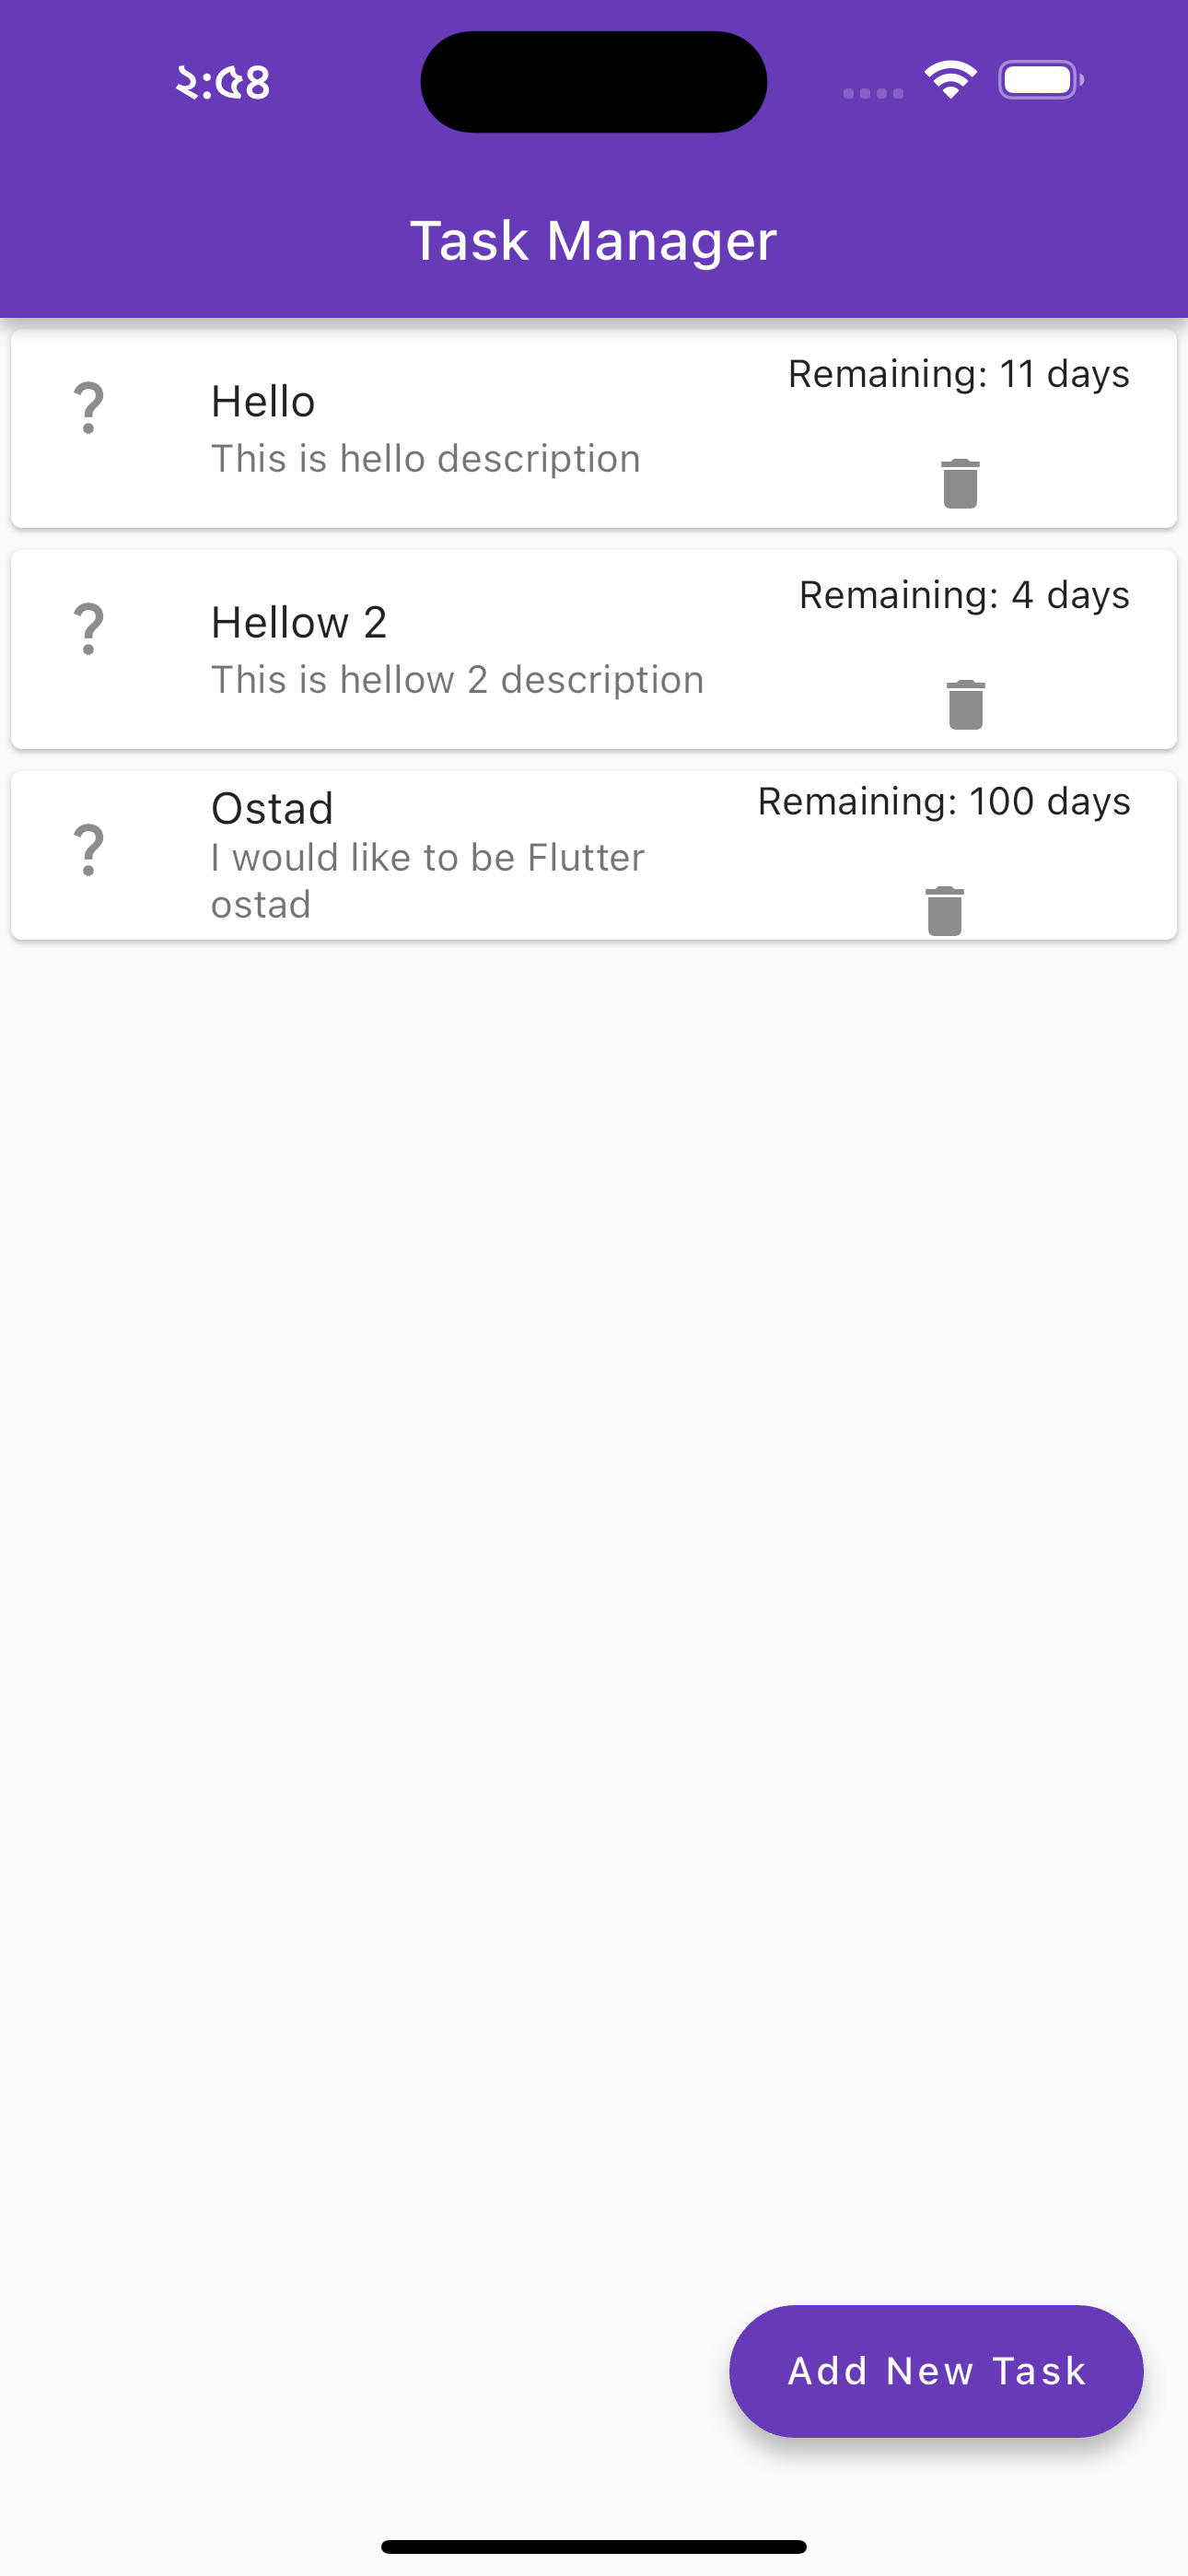 ২:৫৪
Task Manager
?
Hello
This is hello description
Remaining: 11 days
?
Hellow 2
This is hellow 2 description
Remaining: 4 days
?
Ostad
I would like to be Flutter
ostad
Remaining: 100 days
Add New Task